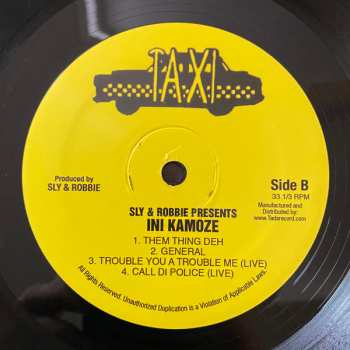 TAXI
Produced by
SLY & ROBBIE
Side B
33.1/3 RPM
Manufactured and
Distributed by:
www.Tadsrecord.com
SLY & ROBBIE PRESENTS
INI KAMOZE
1. THEM THING DEH
2. GENERAL
3. TROUBLE YOU A TROUBLE ME (LIVE)
4. CALL DI POLICE (LIVE)
All Rights Reserved. Unauthorized Duplication is a Violation of Applicable Laws.